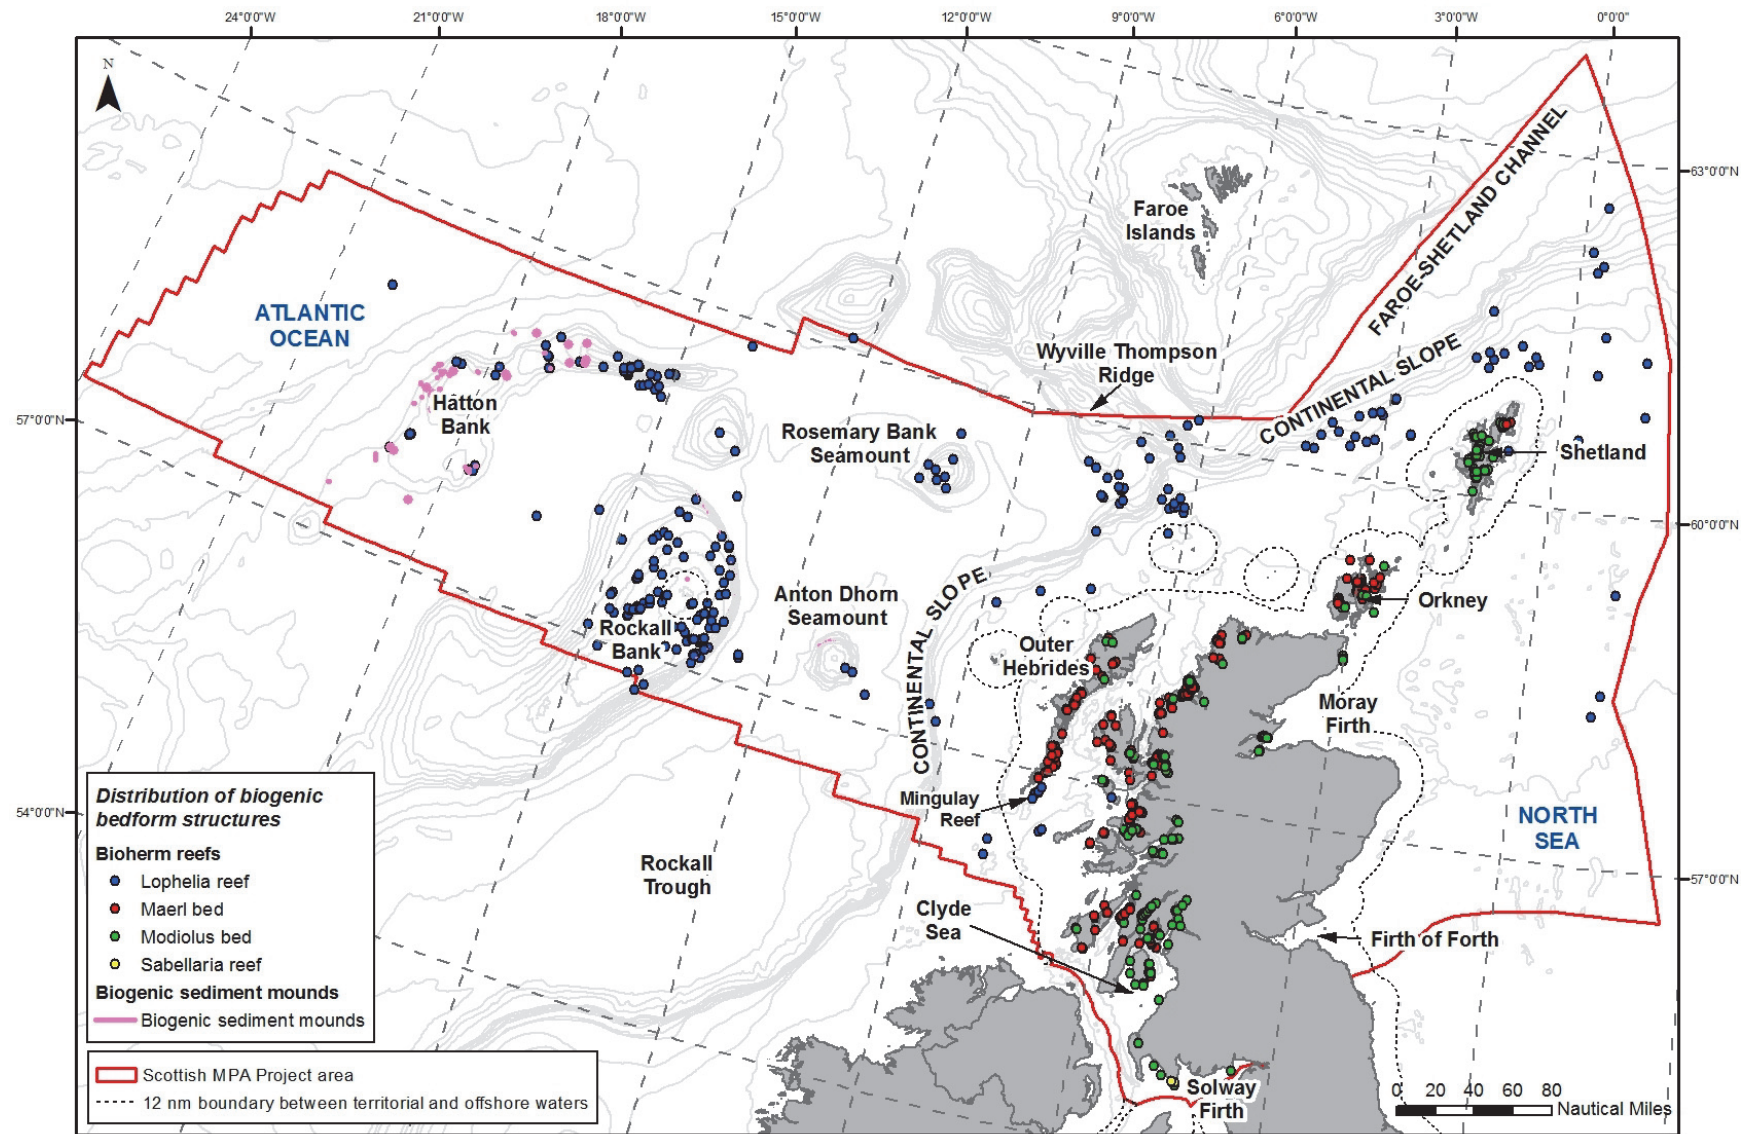 24°0'0"W
21°0'0"W
18°0'0"W
15°0'0"W
12°0'0"W
9°0'0"W
6°0'0"W
3°0'0"W
0°0'0"
N
63°0'0"N
57°0'0"N
60°0'0"N
54°0'0"N
57°0'0"N
FAROE-SHETLAND CHANNEL
Faroe
Islands
ATLANTIC
OCEAN
Wyville Thompson
Ridge
CONTINENTAL SLOPE
Hatton
Bank
Rosemary Bank
Seamount
Shetland
CONTINENTAL SLOPE
Anton Dhorn
Seamount
Orkney
Rockall
Bank
Outer
Hebrides
Moray
Firth
Mingulay
Reef
NORTH
SEA
Rockall
Trough
Clyde
Sea
Firth of Forth
Solway
Firth
Distribution of biogenic
bedform structures
Bioherm reefs
Lophelia reef
Maerl bed
Modiolus bed
Sabellaria reef
Biogenic sediment mounds
Biogenic sediment mounds
Scottish MPA Project area
12 nm boundary between territorial and offshore waters
0 20 40 60 80
Nautical Miles